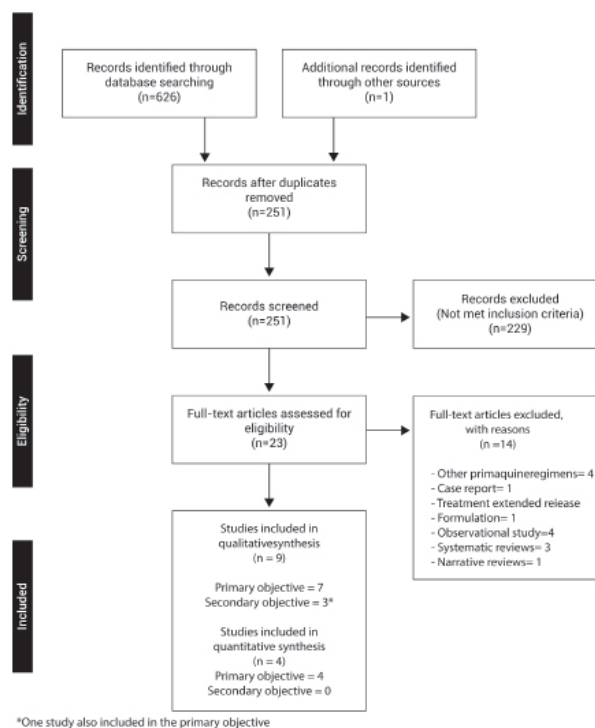 Identification
Records identified through
database searching
(n=626)
Additional records identified
through other sources
(n=1)
Screening
Records after duplicates
removed
(n=251)
Records screened
(n=251)
Records excluded
(Not met inclusion criteria)
(n=229)
Eligibility
Full-text articles assessed for
eligibility
(n=23)
Full-text articles excluded,
with reasons
(n =14)
- Other primaquineregimens= 4
- Case report= 1
- Treatment extended reiease
- Formulation= 1
- Observational study=4
- Systematic reviews= 3
- Narrative reviews= 1
Included
Studies included in
qualitativesynthesis
(n = 9)
Primary objective = 7
Secondary objective = 3*
Studies included in
quantitative synthesis
(n =4)
Primary objective = 4
Secondary objective = 0
*One study also included in the primary objective